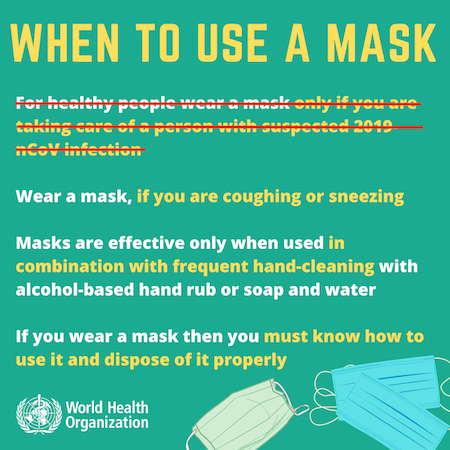 WHEN TO USE A MASK
For healthy people wear a mask only if you are
taking care of a person with suspected 2019-
nCoV infection
Wear a mask, if you are coughing or sneezing
Masks are effective only when used in
combination with frequent hand-cleaning with
alcohol-based hand rub or soap and water
If you wear a mask then you must know how to
use it and dispose of it properly
World Health
Organization